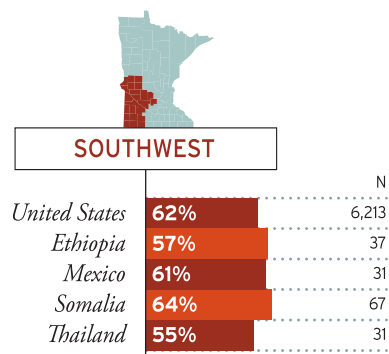 SOUTHWEST
N
United States 62% 6,213
Ethiopia 57% 37
Mexico 61% 31
Somalia 64% 67
Thailand 55% 31